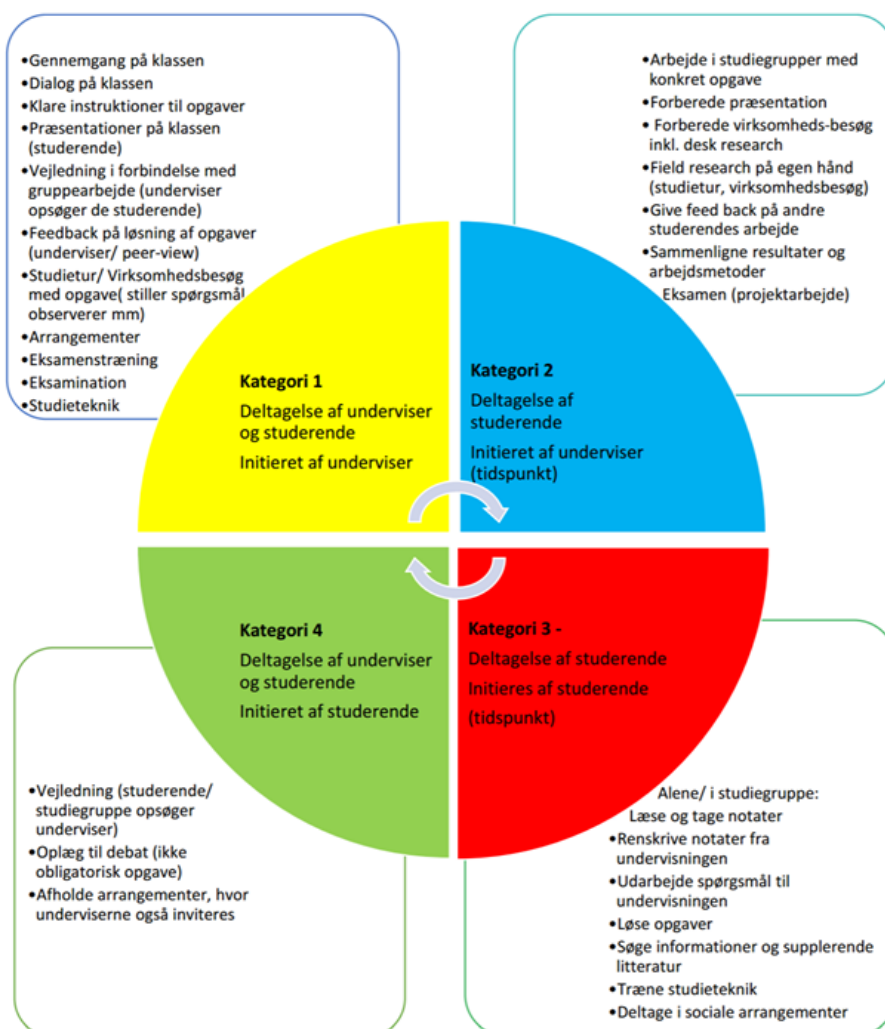 •Gennemgang på klassen
•Dialog på klassen
•Klare instruktioner til opgaver
•Præsentationer på klassen
(studerende)
•Vejledning i forbindelse med
gruppearbejde (underviser
opsøger de studerende)
•Feedback på løsning af opgaver
(underviser/ peer-view)
•Studietur/ Virksomhedsbesøg
med opgave( stiller spørgsmål
observerer mm)
•Arrangementer
•Eksamenstræning
•Eksamination
•Studieteknik
•Arbejde i studiegrupper med
konkret opgave
•Forberede præsentation
• Forberede virksomheds-besøg
inkl. desk research
•Field research på egen hånd
(studietur, virksomhedsbesøg)
•Give feed back på andre
studerendes arbejde
•Sammenligne resultater og
arbejdsmetoder
Eksamen (projektarbejde)
Kategori 1
Deltagelse af underviser
og studerende
Initieret af underviser
Kategori 2
Deltagelse af
studerende
Initieret af underviser
(tidspunkt)
Kategori 4
Deltagelse af underviser
og studerende
Initieret af studerende
Kategori 3 -
Deltagelse af studerende
Initieres af studerende
(tidspunkt)
•Vejledning (studerende/
studiegruppe opsøger
underviser)
•Oplæg til debat (ikke
obligatorisk opgave)
•Afholde arrangementer, hvor
underviserne også inviteres
Alene/ i studiegruppe:
Læse og tage notater
•Renskrive notater fra
undervisningen
•Udarbejde spørgsmål til
undervisningen
•Løse opgaver
•Søge informationer og supplerende
litteratur
•Træne studieteknik
•Deltage i sociale arrangementer